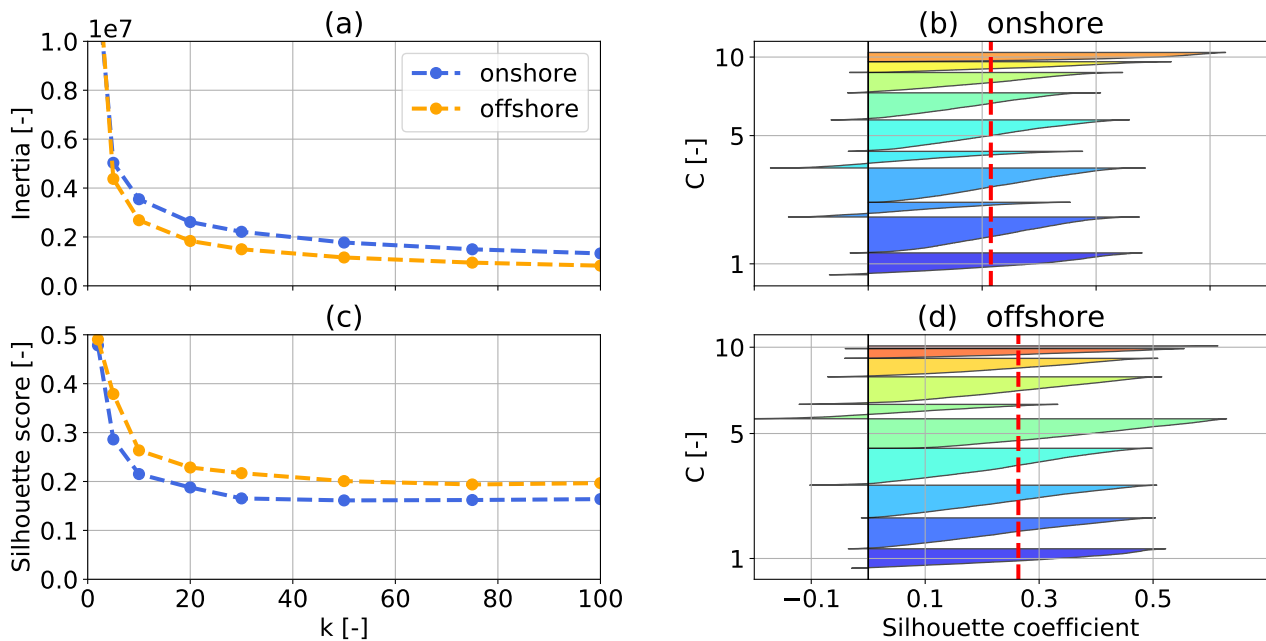 (a)
1e7
1.0
0.8
0.6
0.4
0.2
0.0
Inertia [-]
onshore
offshore
(b) onshore
10
5
1
C [-]
(c)
0.5
0.4
0.3
0.2
0.1
0.0
Silhouette score [-]
0 20 40 60 80 100
k [-]
(d) offshore
10
5
1
C [-]
−0.1 0.1 0.3 0.5
Silhouette coefficient